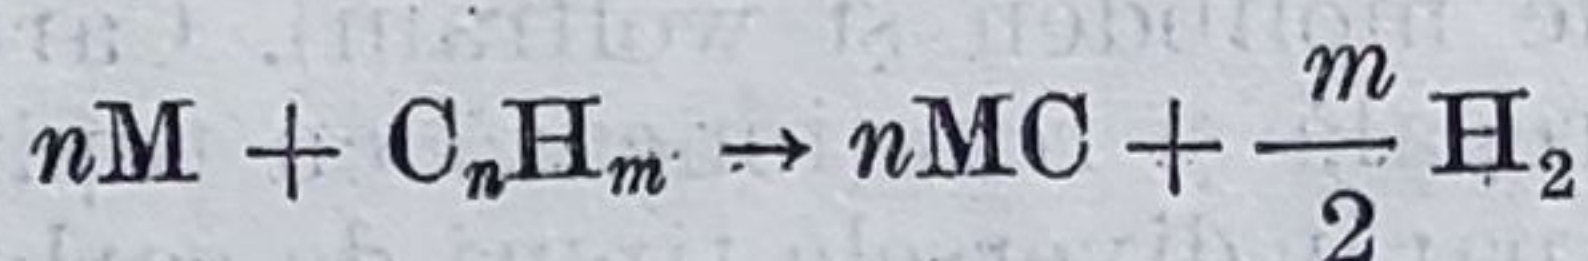 nM + CₙHₘ → nMC + m/2 H₂